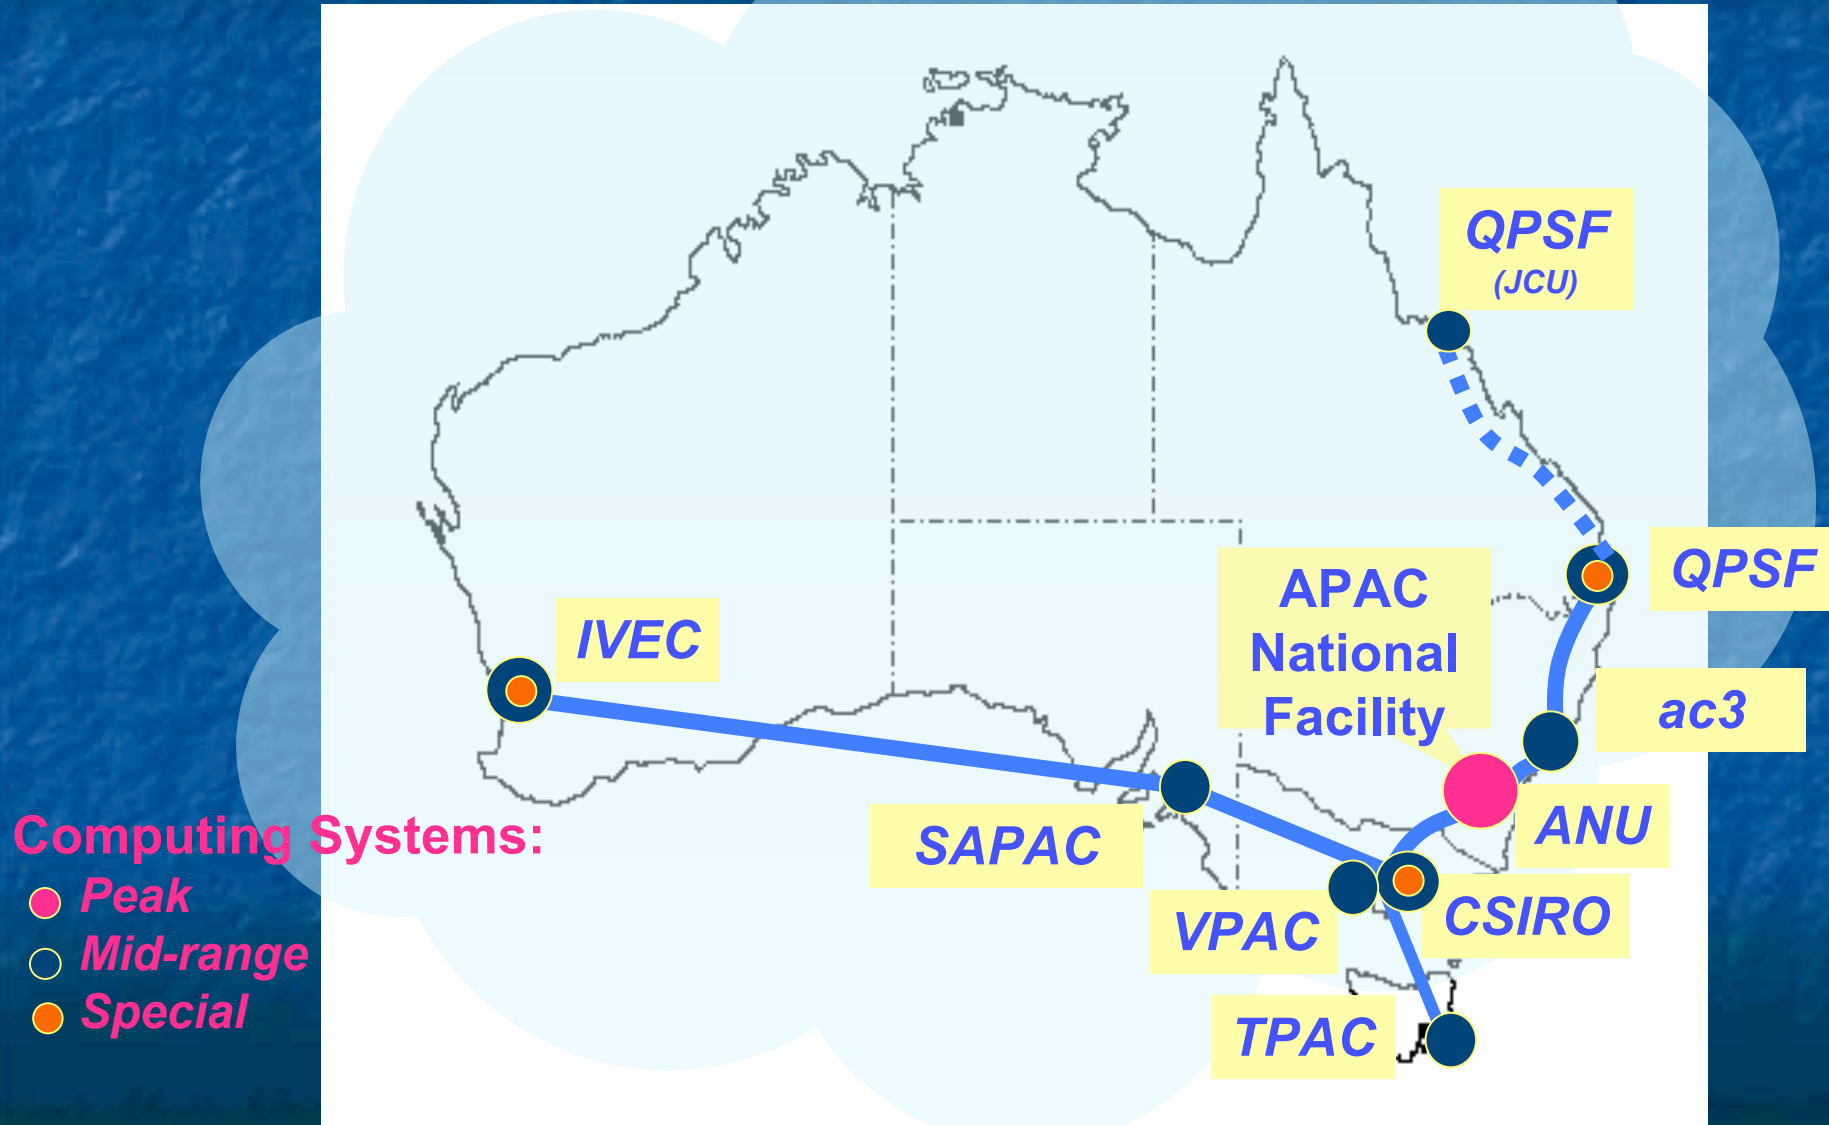 QPSF
(JCU)
QPSF
APAC
National
Facility
IVEC
ac3
ANU
SAPAC
CSIRO
VPAC
TPAC
Computing Systems:
Peak
Mid-range
Special